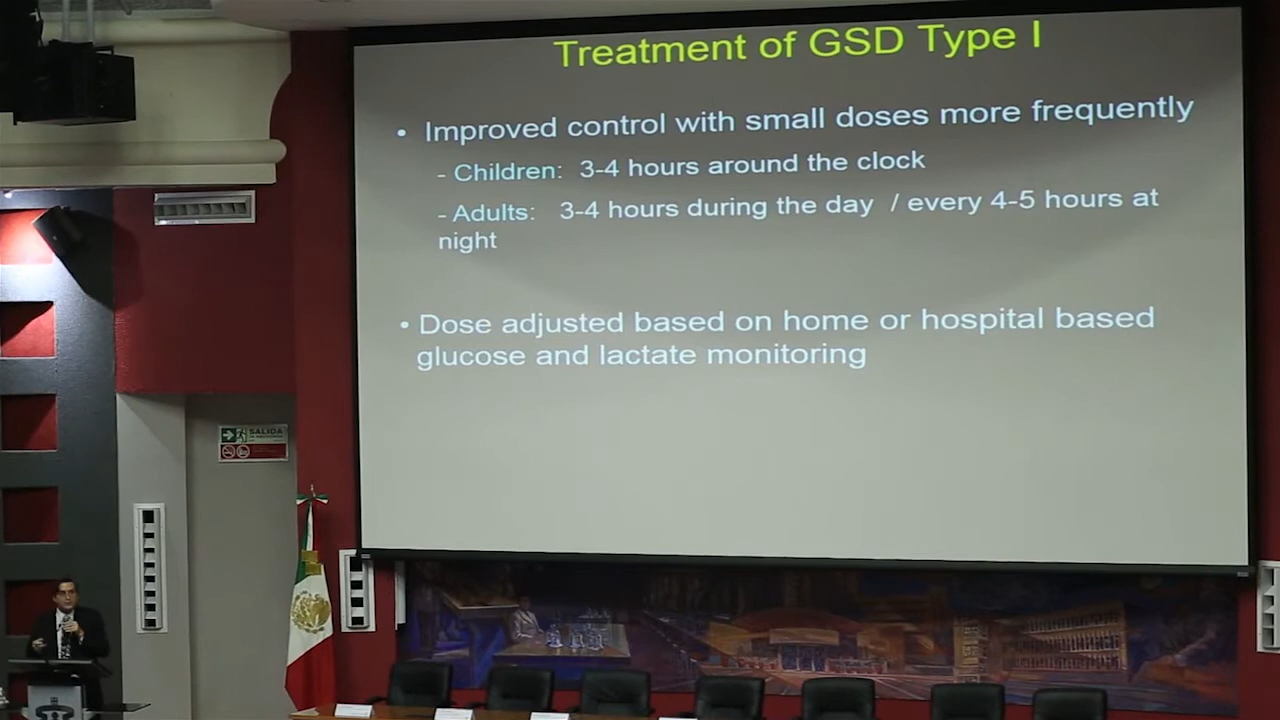 Treatment of GSD Type I
• Improved control with small doses more frequently
- Children: 3-4 hours around the clock
- Adults: 3-4 hours during the day / every 4-5 hours at
night
• Dose adjusted based on home or hospital based
glucose and lactate monitoring
SALIDA